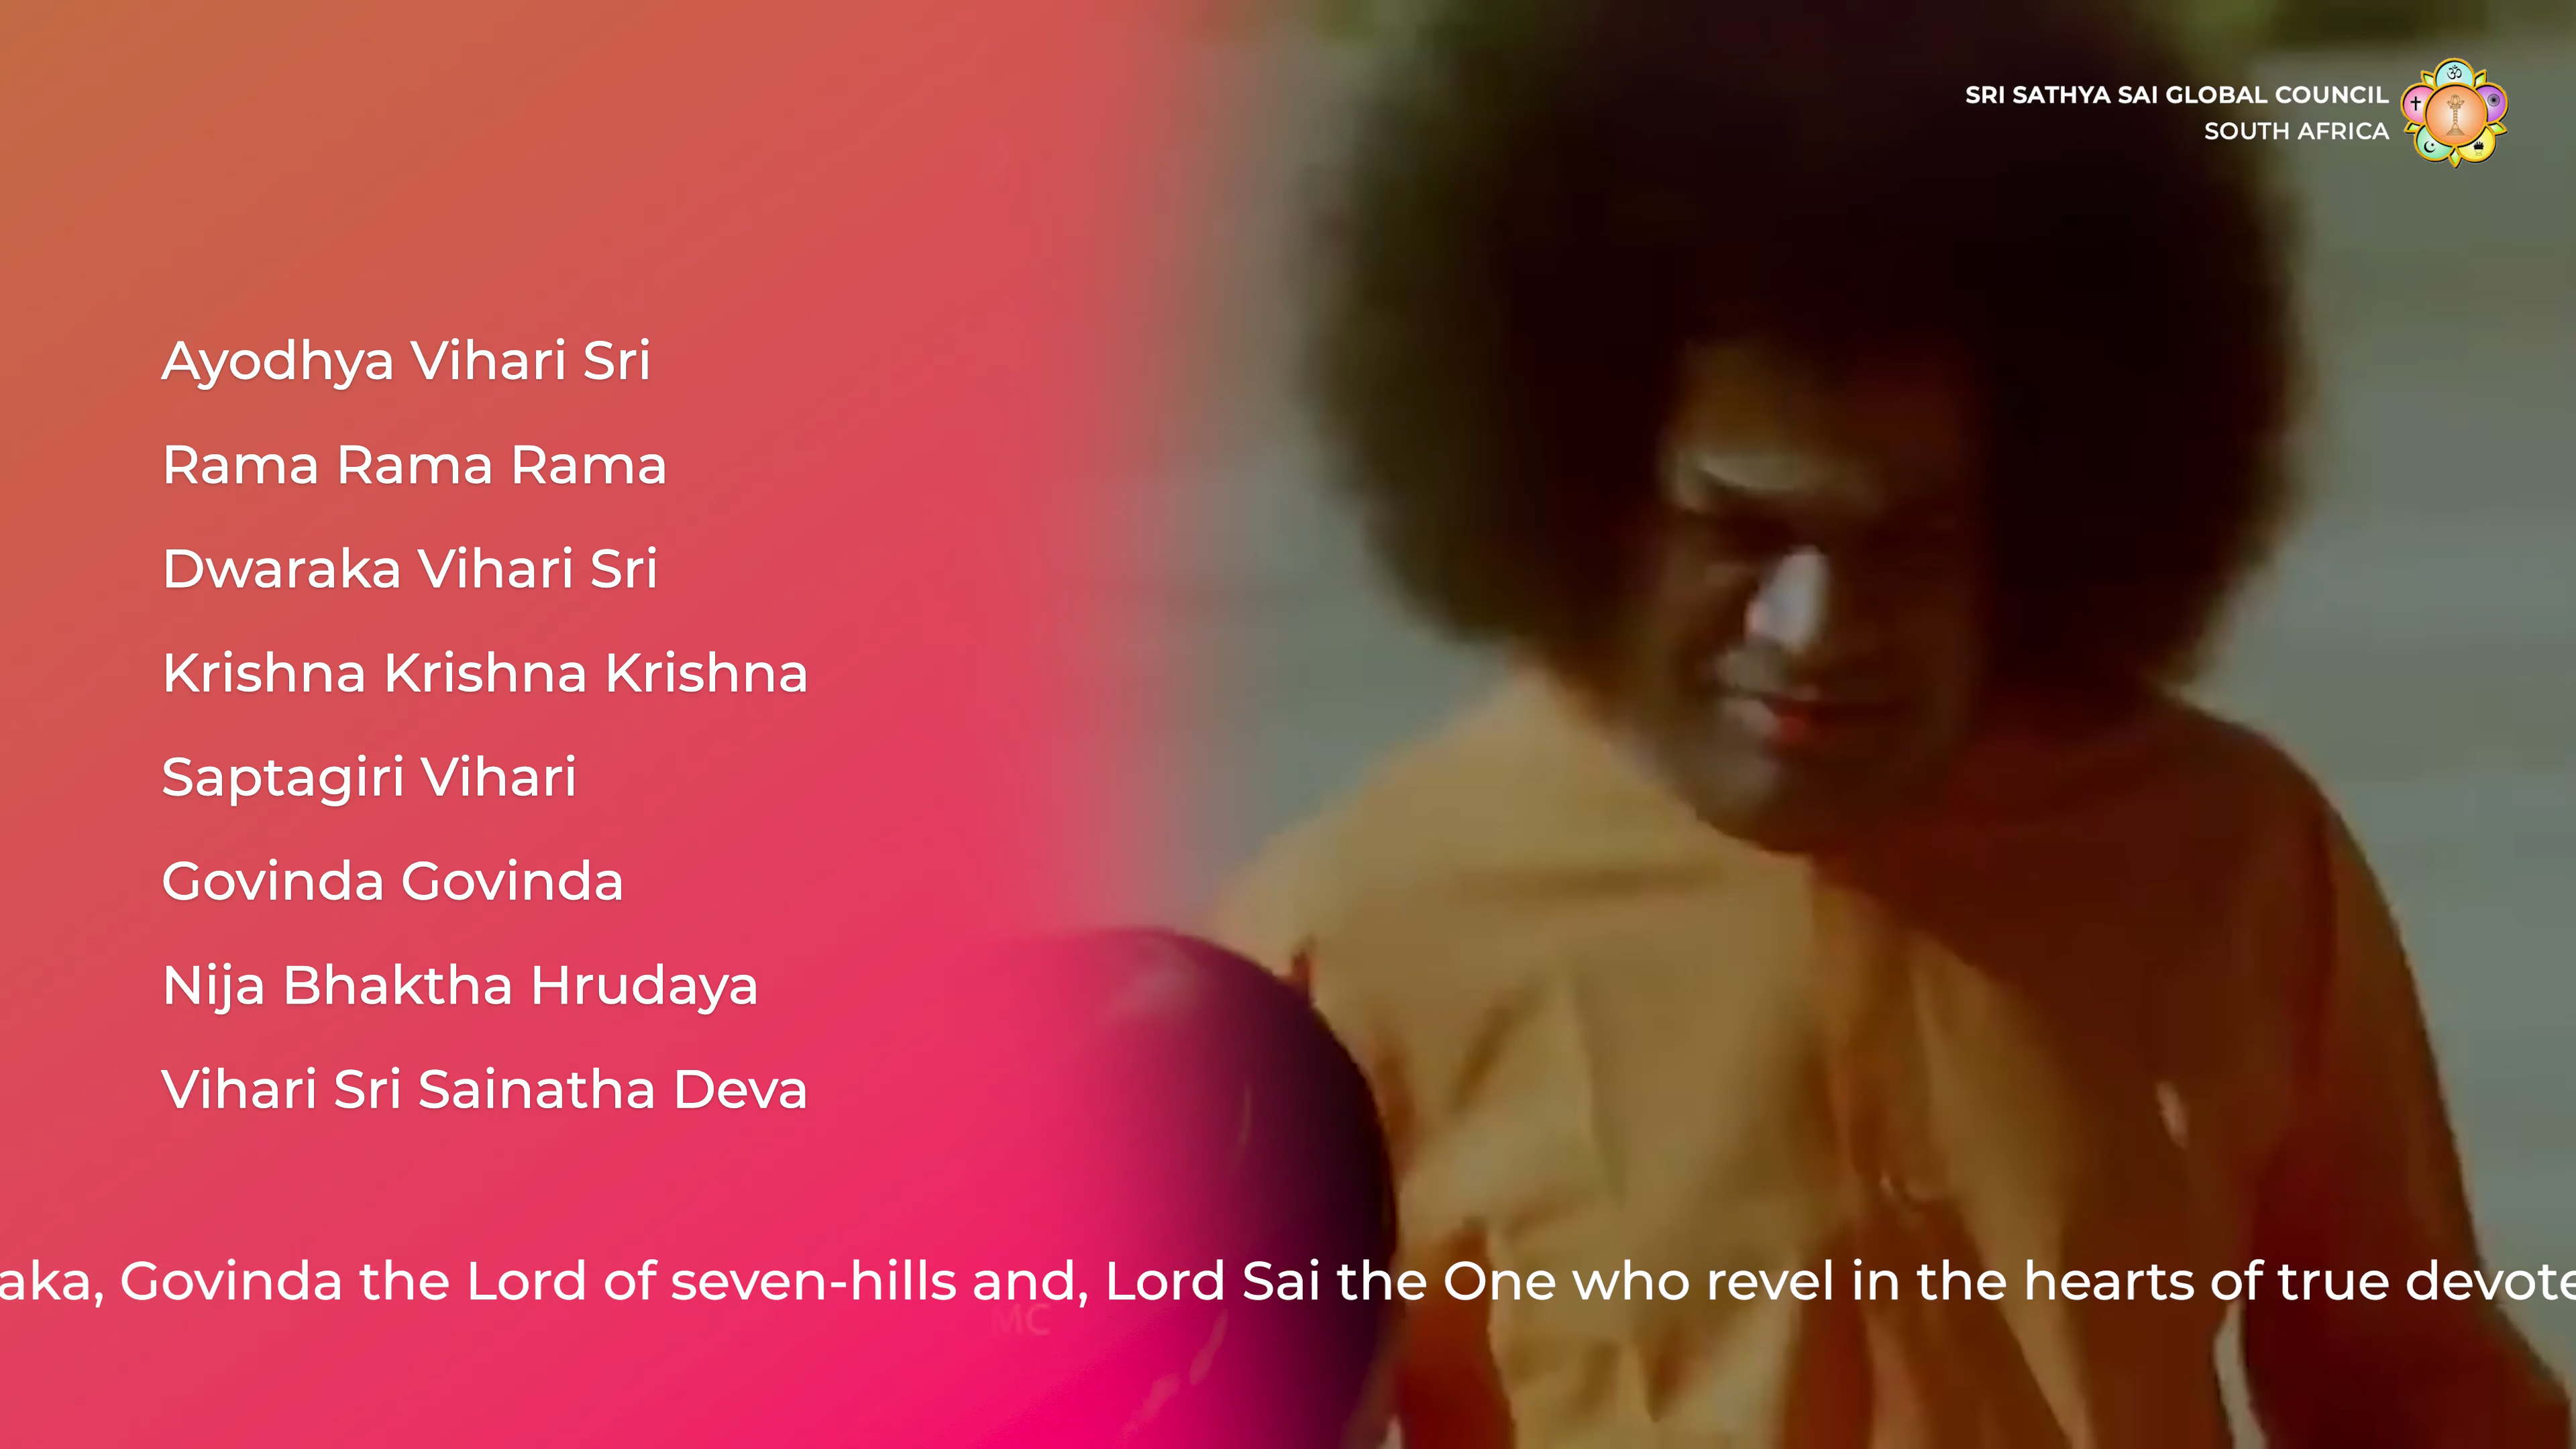 SRI SATHYA SAI GLOBAL COUNCIL
SOUTH AFRICA
Ayodhya Vihari Sri
Rama Rama Rama
Dwaraka Vihari Sri
Krishna Krishna Krishna
Saptagiri Vihari
Govinda Govinda
Nija Bhaktha Hrudaya
Vihari Sri Sainatha Deva
aka, Govinda the Lord of seven-hills and, Lord Sai the One who revel in the hearts of true devote
MC